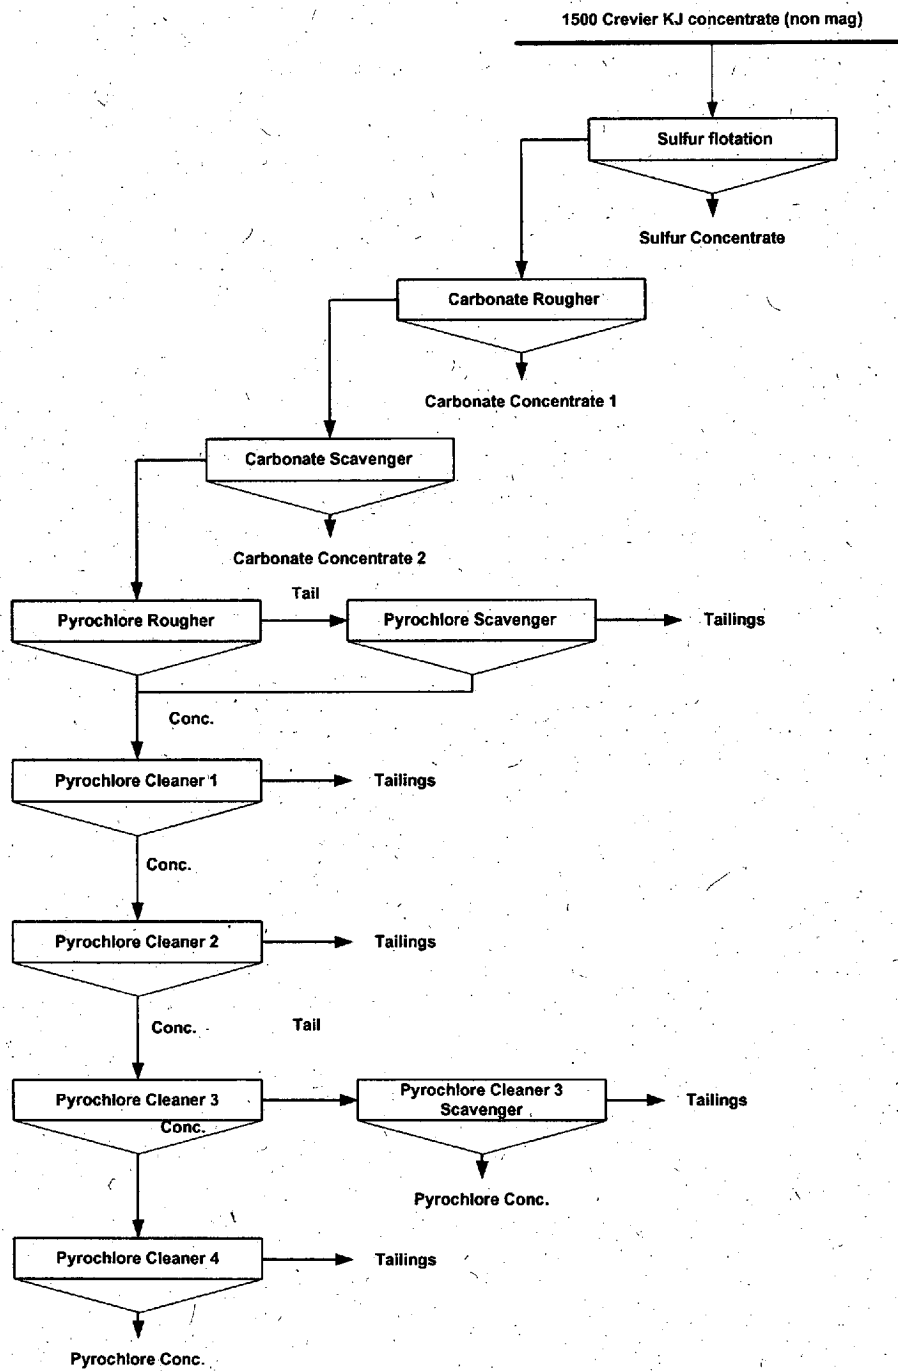 1500 Crevier KJ concentrate (non mag)
Sulfur flotation
Sulfur Concentrate
Carbonate Rougher
Carbonate Concentrate 1
Carbonate Scavenger
Carbonate Concentrate 2
Tail
Pyrochlore Rougher
Pyrochlore Scavenger
Tailings
Conc.
Pyrochlore Cleaner 1
Tailings
Conc.
Pyrochlore Cleaner 2
Tailings
Conc.
Tail
Pyrochlore Cleaner 3
Pyrochlore Cleaner 3
Scavenger
Tailings
Conc.
Pyrochlore Conc.
Pyrochlore Cleaner 4
Tailings
Pyrochlore Conc.